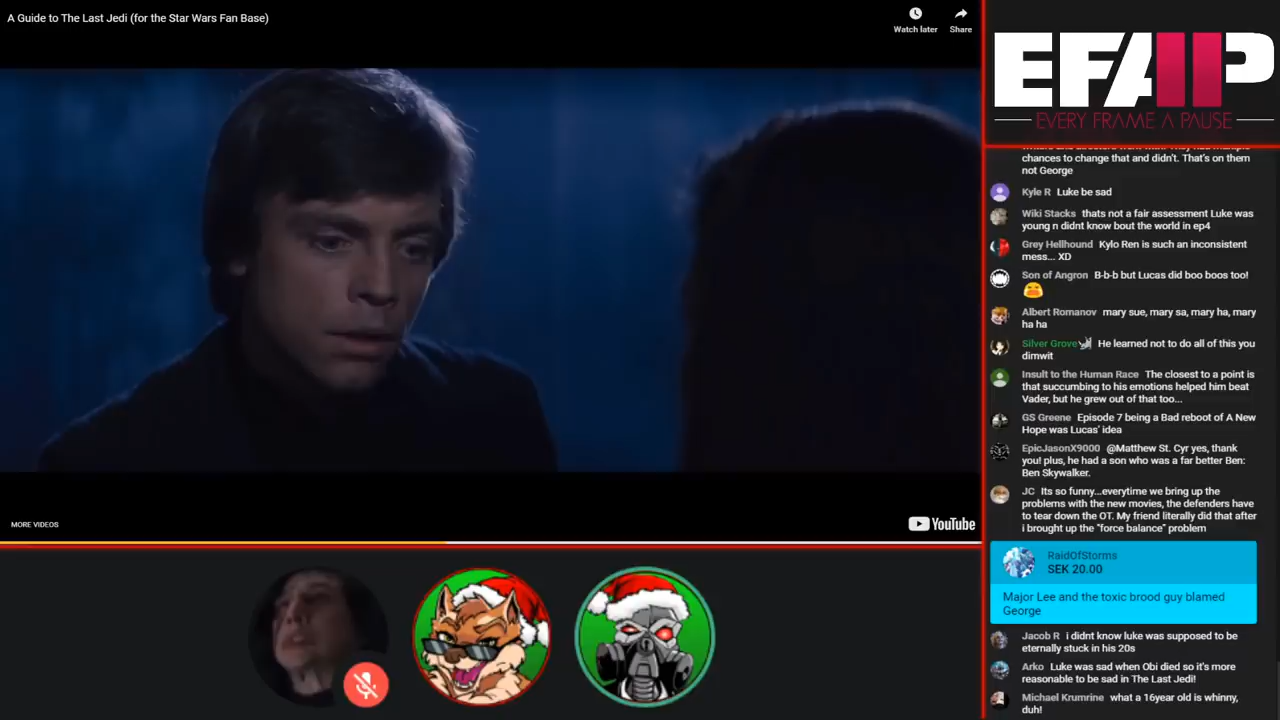 A Guide to The Last Jedi (for the Star Wars Fan Base)
Watch later
Share
MORE VIDEOS
YouTube
EFAP
EVERY FRAME A PAUSE
chances to change that and didn't. That's on them
not George
Kyle R Luke be sad
Wiki Stacks thats not a fair assessment Luke was
young n didnt know bout the world in ep4
Grey Hellhound Kylo Ren is such an inconsistent
mess... XD
Son of Angron B-b-b but Lucas did boo boos too!
Albert Romanov mary sue, mary sa, mary ha, mary
ha ha
Silver Grove He learned not to do all of this you
dimwit
Insult to the Human Race The closest to a point is
that succumbing to his emotions helped him beat
Vader, but he grew out of that too...
GS Greene Episode 7 being a Bad reboot of A New
Hope was Lucas' idea
EpicJasonX9000 @Matthew St. Cyr yes, thank
you! plus, he had a son who was a far better Ben:
Ben Skywalker.
JC Its so funny...everytime we bring up the
problems with the new movies, the defenders have
to tear down the OT. My friend literally did that after
i brought up the "force balance" problem
RaidOfStorms
SEK 20.00
Major Lee and the toxic brood guy blamed
George
Jacob R i didnt know luke was supposed to be
eternally stuck in his 20s
Arko Luke was sad when Obi died so it's more
reasonable to be sad in The Last Jedi!
Michael Krumrine what a 16year old is whinny,
duh!